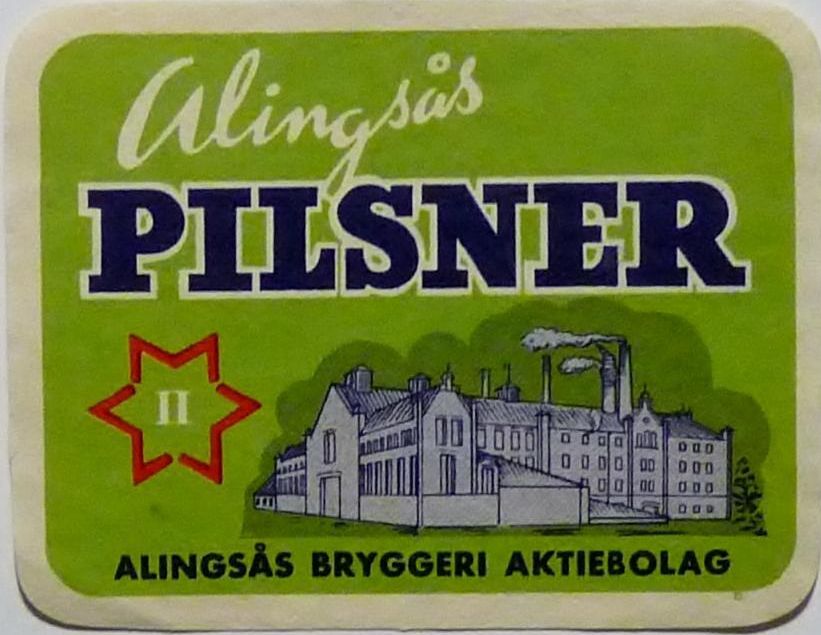 Alingsås
PILSNER
II
ALINGSÅS BRYGGERI AKTIEBOLAG